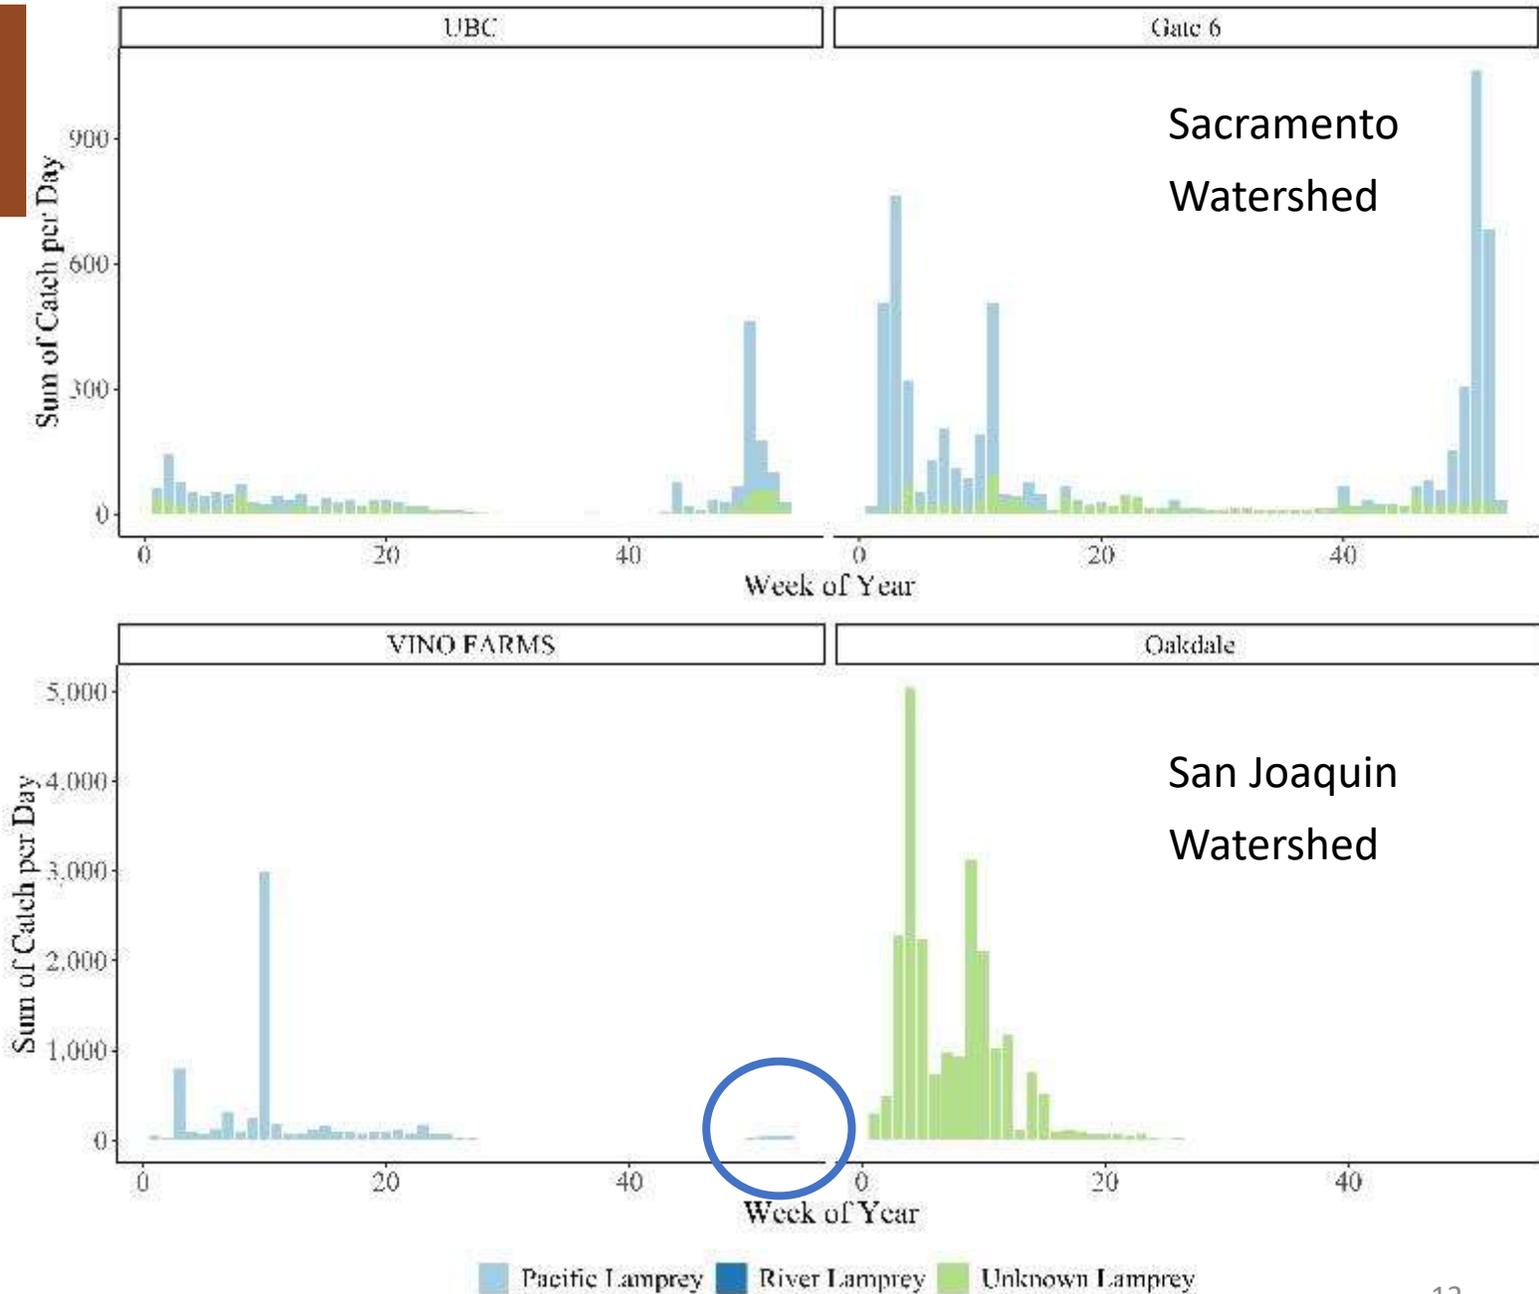 UBC Gate 6
Sacramento
Watershed
900
600
300
0
Sum of Catch per Day
0 20 40 0 20 40
Week of Year
VINO FARMS Oakdale
San Joaquin
Watershed
5,000
4,000
3,000
2,000
1,000
0
Sum of Catch per Day
0 20 40 0 20 40
Week of Year
Pacific Lamprey River Lamprey Unknown Lamprey